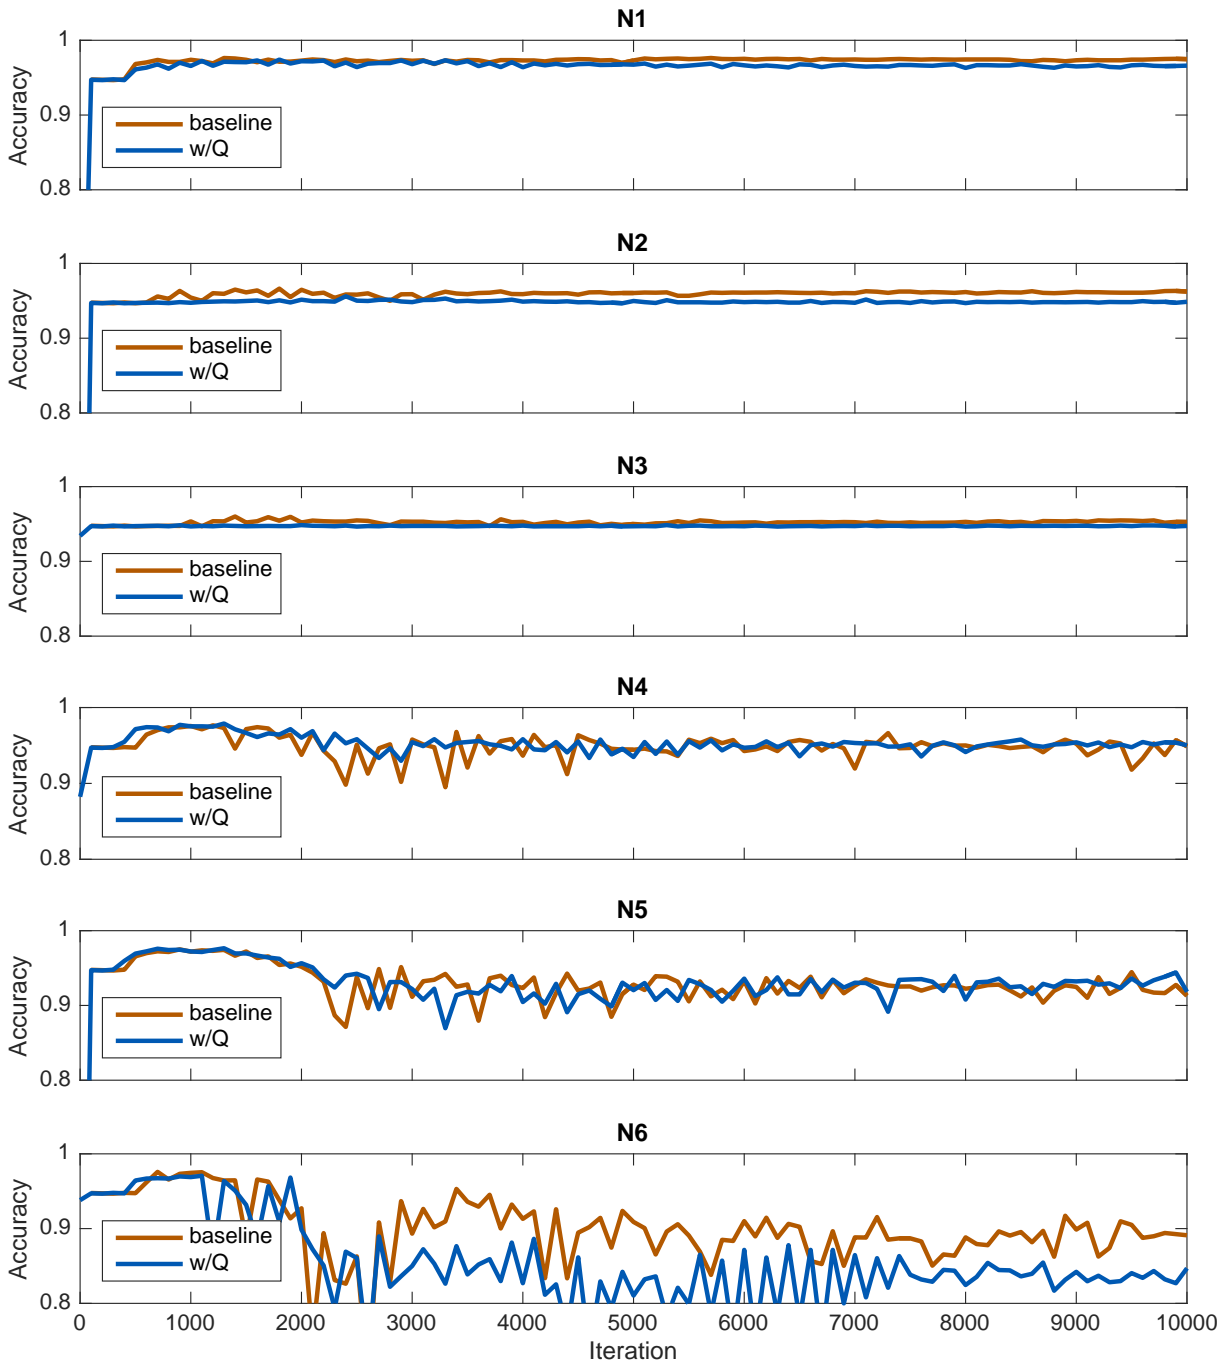 N1
1
0.9
0.8
Accuracy
baseline
w/Q
N2
1
0.9
0.8
Accuracy
baseline
w/Q
N3
1
0.9
0.8
Accuracy
baseline
w/Q
N4
1
0.9
0.8
Accuracy
baseline
w/Q
N5
1
0.9
0.8
Accuracy
baseline
w/Q
N6
1
0.9
0.8
Accuracy
baseline
w/Q
0 1000 2000 3000 4000 5000 6000 7000 8000 9000 10000
Iteration